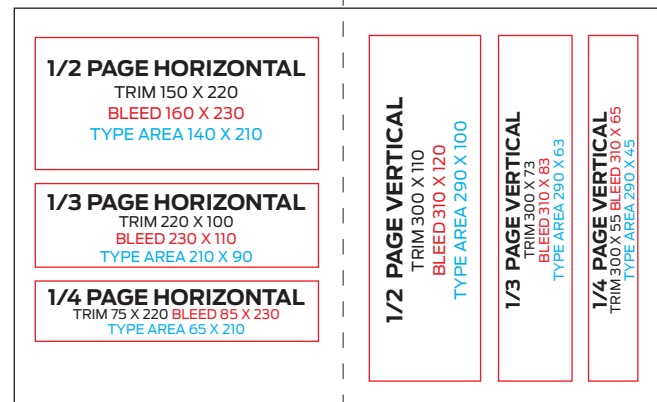 1/2 PAGE HORIZONTAL
TRIM 150 X 220
BLEED 160 X 230
TYPE AREA 140 X 210
1/3 PAGE HORIZONTAL
TRIM 220 X 100
BLEED 230 X 110
TYPE AREA 210 X 90
1/4 PAGE HORIZONTAL
TRIM 75 X 220 BLEED 85 X 230
TYPE AREA 65 X 210
1/2 PAGE VERTICAL
TRIM 300 X 110
BLEED 310 X 120
TYPE AREA 290 X 100
1/3 PAGE VERTICAL
TRIM 300 X 73
BLEED 310 X 83
TYPE AREA 290 X 63
1/4 PAGE VERTICAL
TRIM 300 X 55 BLEED 310 X 65
TYPE AREA 290 X 45